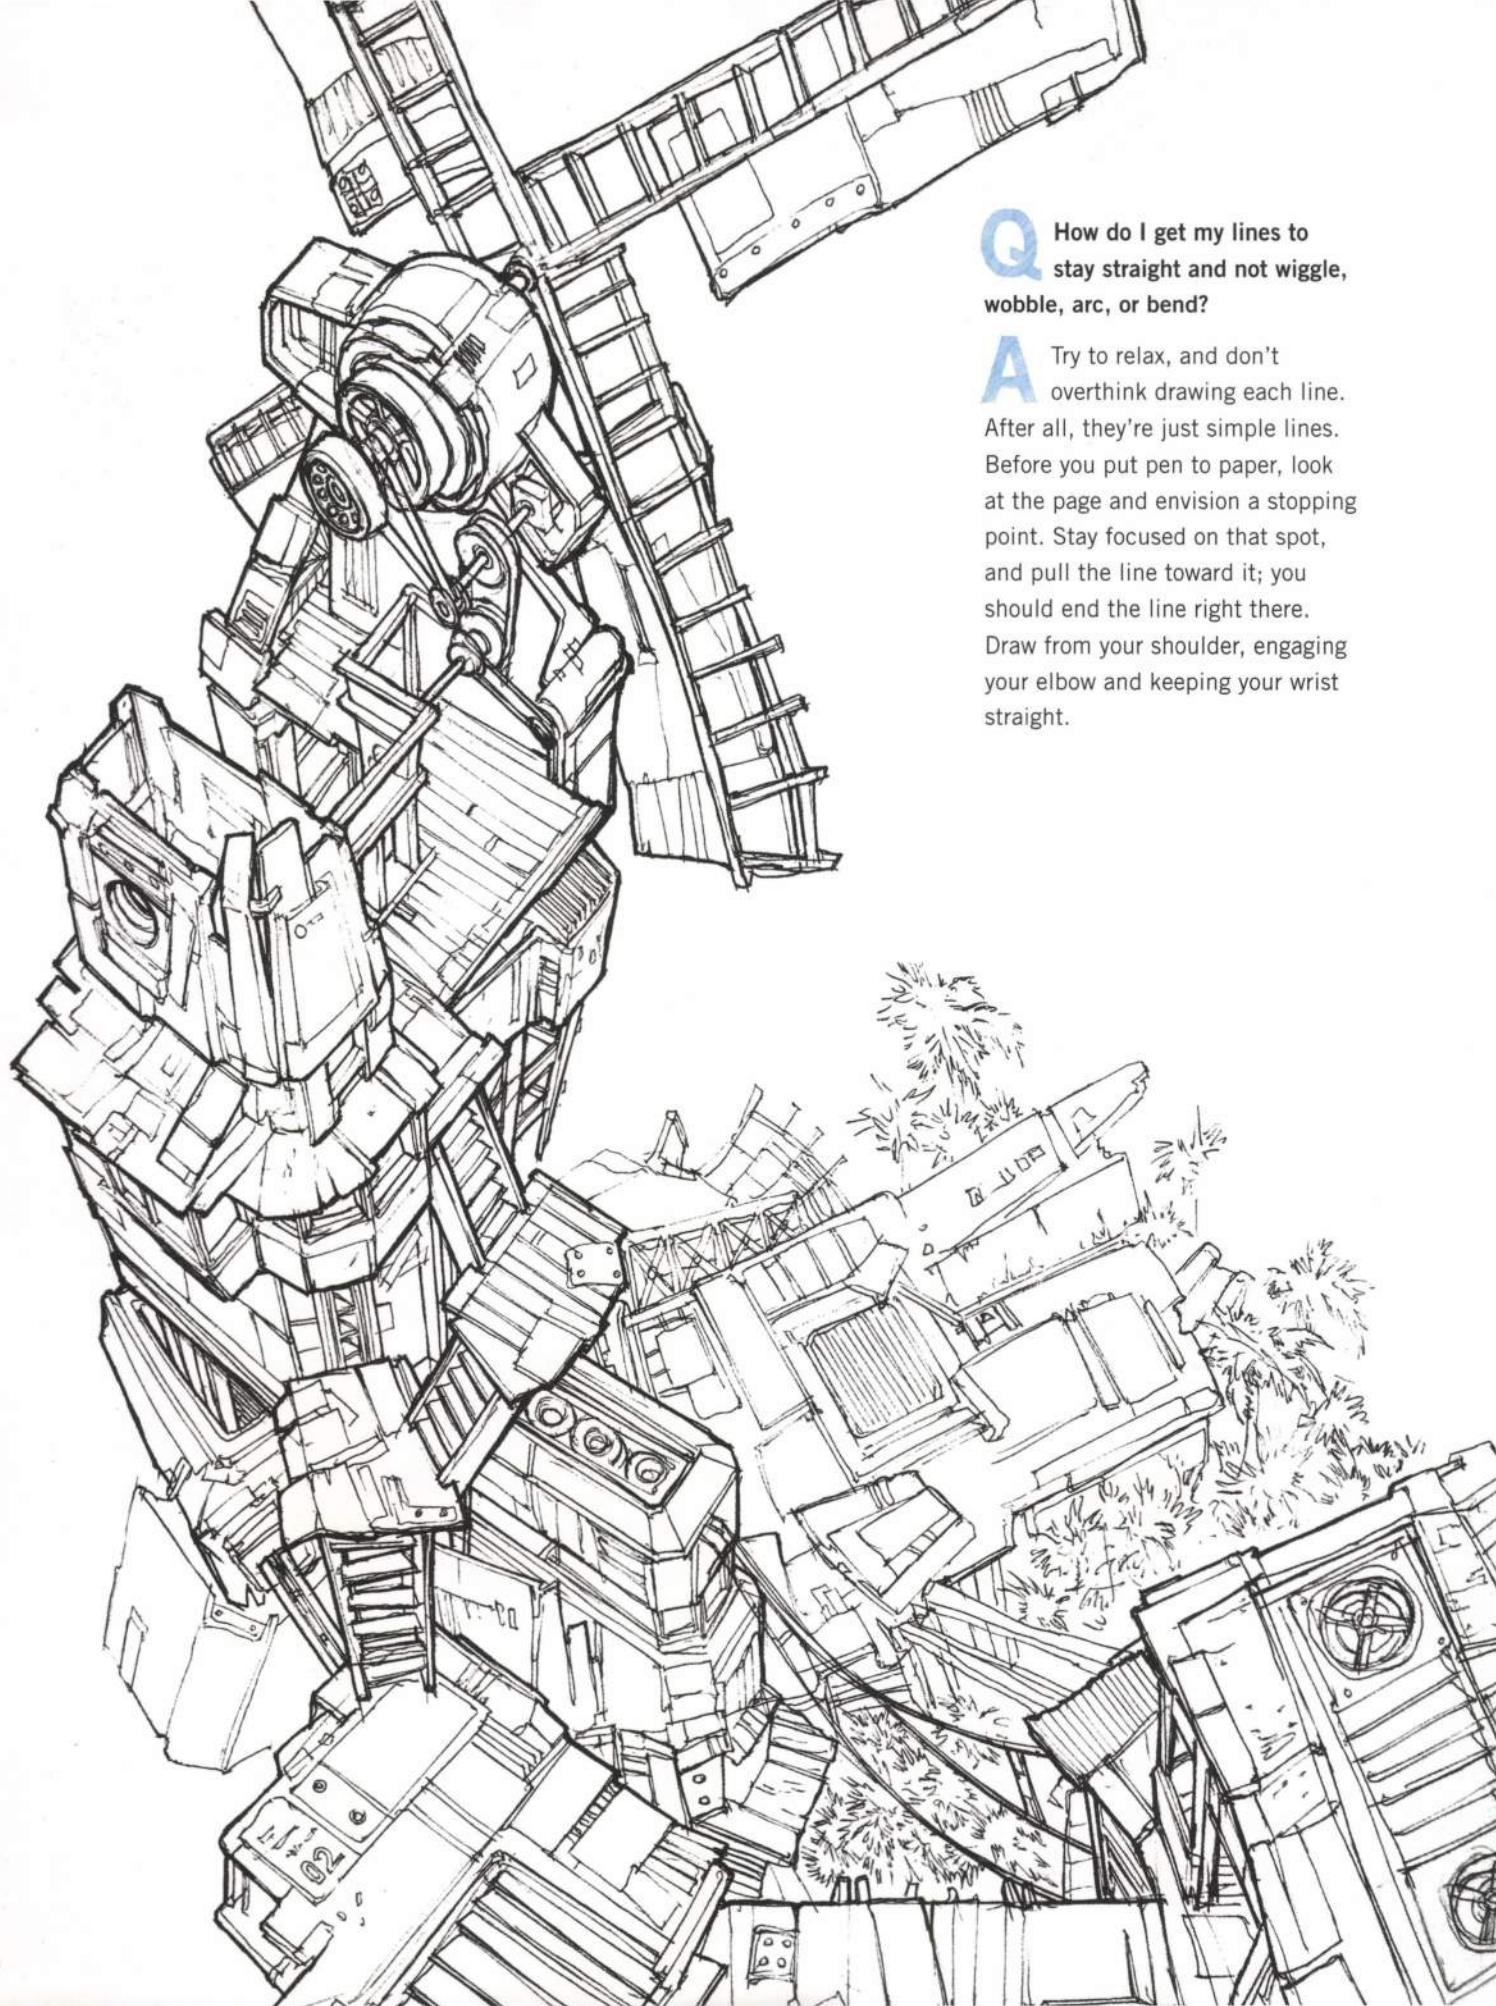 Q How do I get my lines to
stay straight and not wiggle,
wobble, arc, or bend?
A Try to relax, and don't
overthink drawing each line.
After all, they're just simple lines.
Before you put pen to paper, look
at the page and envision a stopping
point. Stay focused on that spot,
and pull the line toward it; you
should end the line right there.
Draw from your shoulder, engaging
your elbow and keeping your wrist
straight.
02